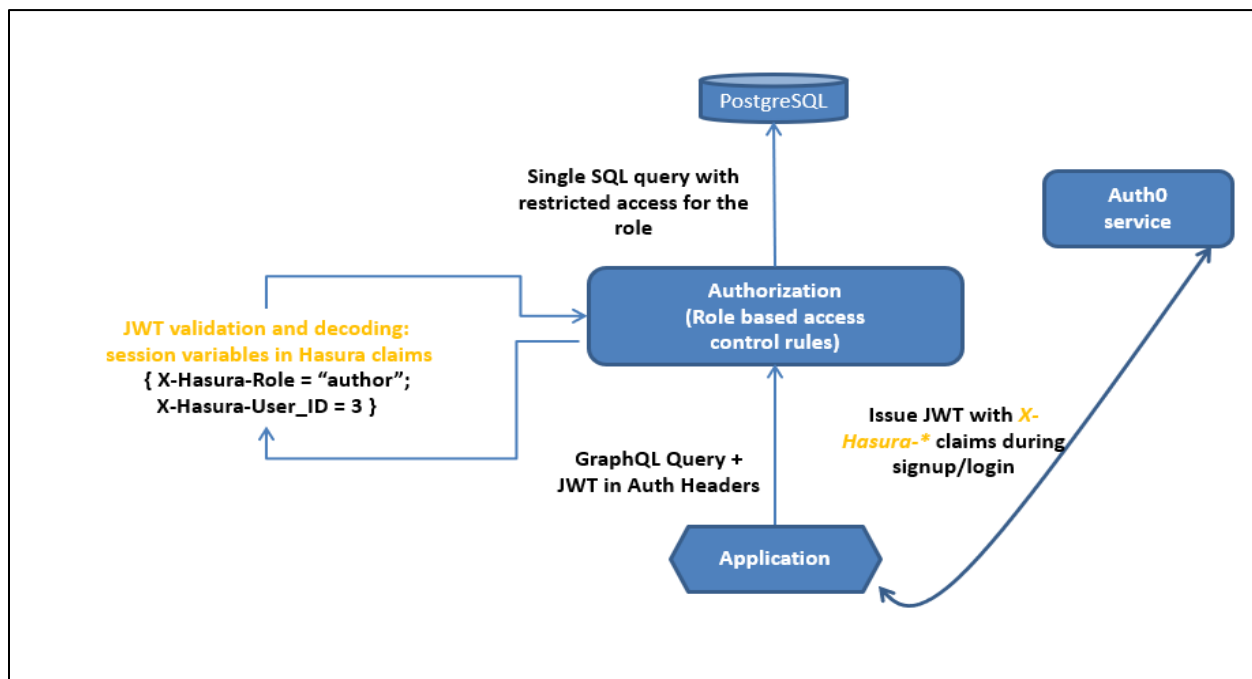 PostgreSQL
Single SQL query with
restricted access for the
role
Auth0
service
Authorization
(Role based access
control rules)
JWT validation and decoding:
session variables in Hasura claims
{ X-Hasura-Role = “author”;
X-Hasura-User_ID = 3 }
Issue JWT with X-
Hasura-* claims during
signup/login
GraphQL Query +
JWT in Auth Headers
Application